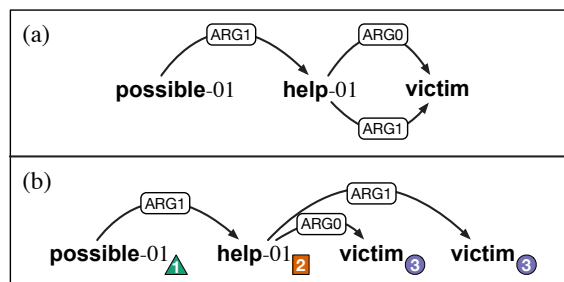 (a)
ARG1 ARG0
possible-01 help-01 victim
ARG1
(b)
ARG1 ARG1
ARG0
possible-01 1 help-01 2 victim 3 victim 3